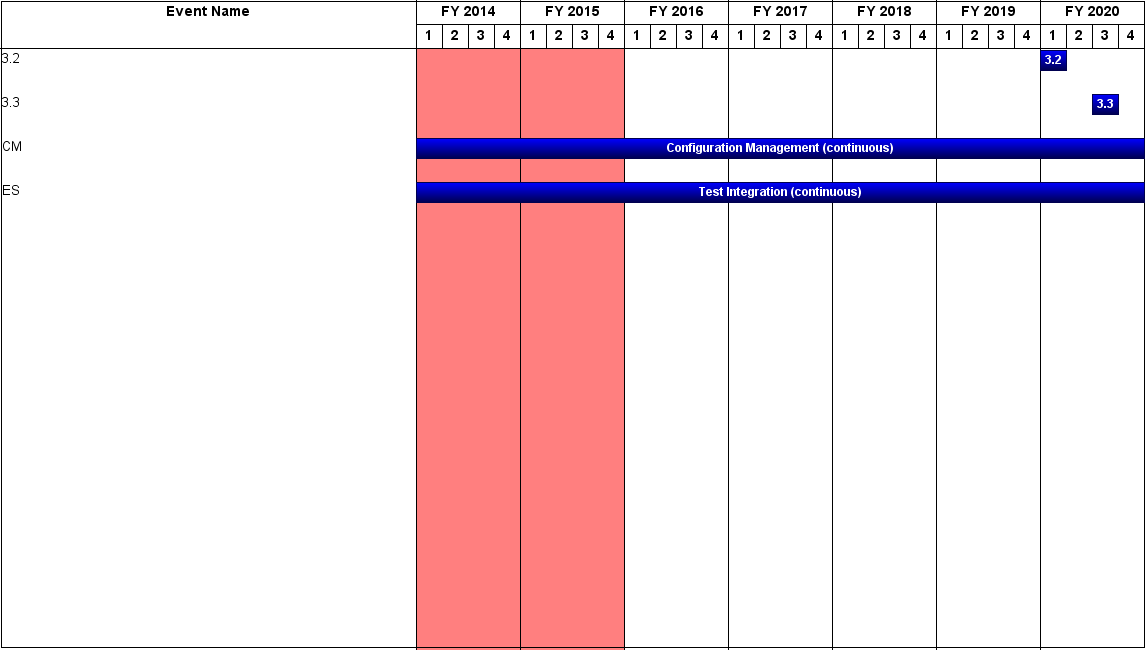 Event Name FY 2014 FY 2015 FY 2016 FY 2017 FY 2018 FY 2019 FY 2020
1 2 3 4 1 2 3 4 1 2 3 4 1 2 3 4 1 2 3 4 1 2 3 4 1 2 3 4
3.2 3.2
3.3 3.3
CM Configuration Management (continuous)
ES Test Integration (continuous)